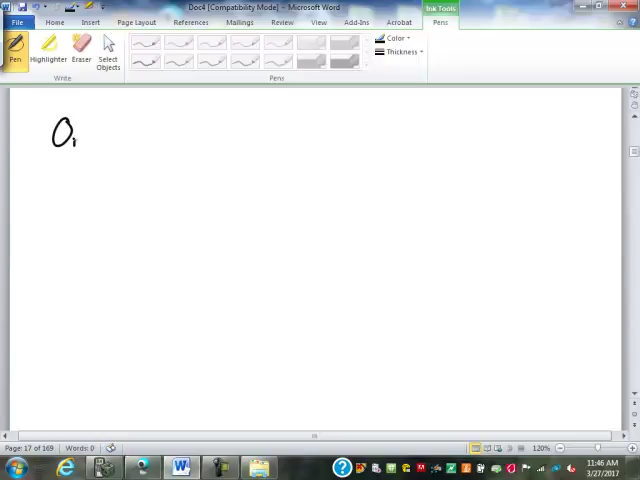 Doc4 [Compatibility Mode] - Microsoft Word
Ink Tools
File Home Insert Page Layout References Mailings Review View Add-Ins Acrobat Pens
Pen
Highlighter
Eraser
Select
Objects
Color
Thickness
Write
Pens
Page: 17 of 169
Words: 0
120%
11:46 AM
3/27/2017